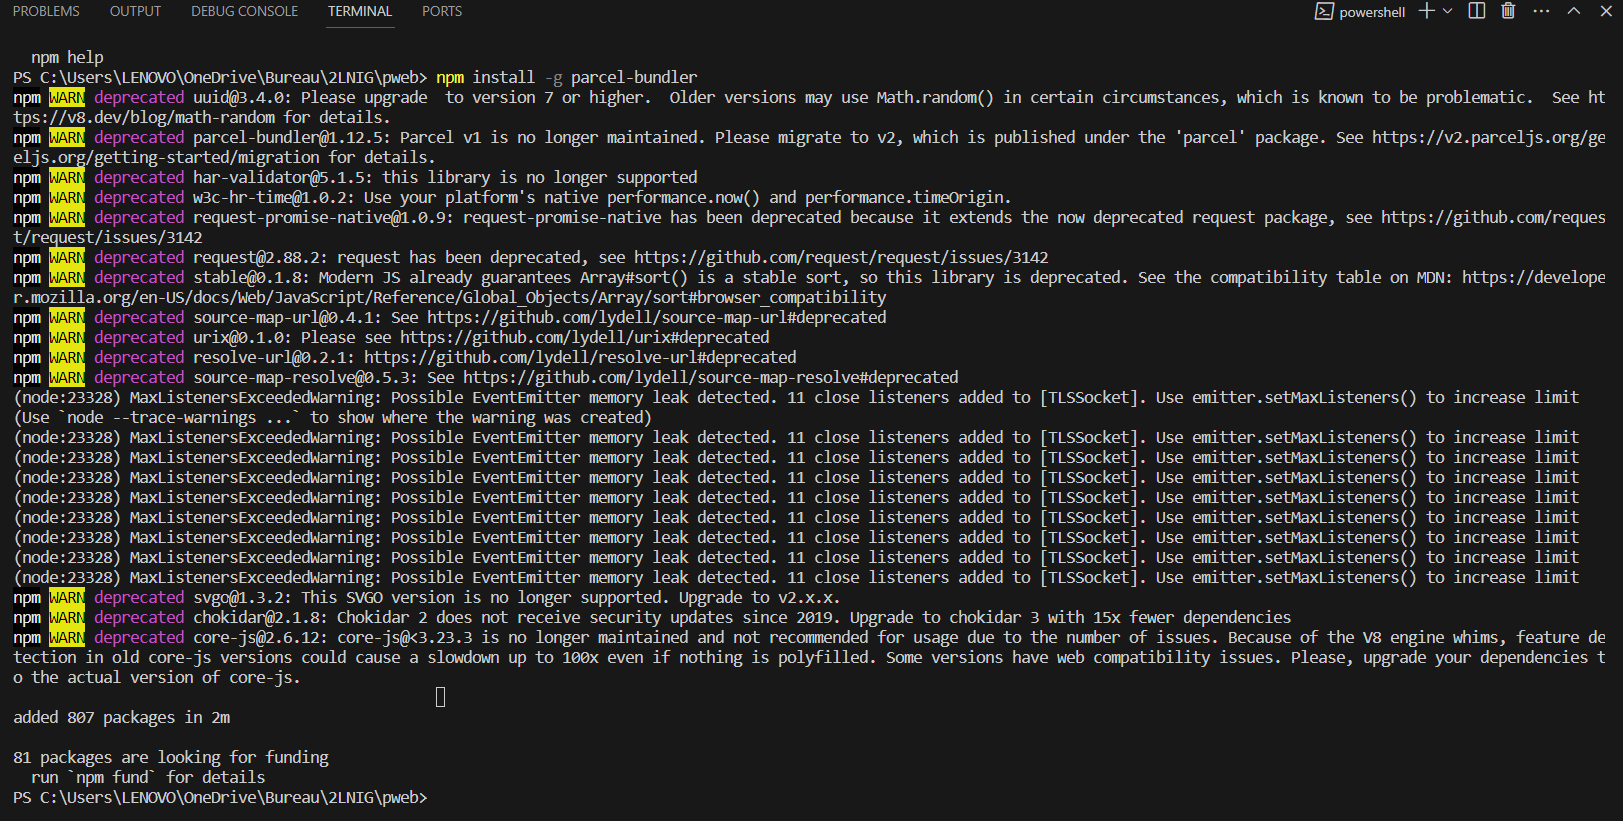 PROBLEMS OUTPUT DEBUG CONSOLE TERMINAL PORTS powershell
npm help
PS C:\Users\LENOVO\OneDrive\Bureau\2LNIG\pweb> npm install -g parcel-bundler
npm WARN deprecated uuid@3.4.0: Please upgrade  to version 7 or higher.  Older versions may use Math.random() in certain circumstances, which is known to be problematic.  See ht
tps://v8.dev/blog/math-random for details.
npm WARN deprecated parcel-bundler@1.12.5: Parcel v1 is no longer maintained. Please migrate to v2, which is published under the 'parcel' package. See https://v2.parceljs.org/ge
eljs.org/getting-started/migration for details.
npm WARN deprecated har-validator@5.1.5: this library is no longer supported
npm WARN deprecated w3c-hr-time@1.0.2: Use your platform's native performance.now() and performance.timeOrigin.
npm WARN deprecated request-promise-native@1.0.9: request-promise-native has been deprecated because it extends the now deprecated request package, see https://github.com/reques
t/request/issues/3142
npm WARN deprecated request@2.88.2: request has been deprecated, see https://github.com/request/request/issues/3142
npm WARN deprecated stable@0.1.8: Modern JS already guarantees Array#sort() is a stable sort, so this library is deprecated. See the compatibility table on MDN: https://develope
r.mozilla.org/en-US/docs/Web/JavaScript/Reference/Global_Objects/Array/sort#browser_compatibility
npm WARN deprecated source-map-url@0.4.1: See https://github.com/lydell/source-map-url#deprecated
npm WARN deprecated urix@0.1.0: Please see https://github.com/lydell/urix#deprecated
npm WARN deprecated resolve-url@0.2.1: https://github.com/lydell/resolve-url#deprecated
npm WARN deprecated source-map-resolve@0.5.3: See https://github.com/lydell/source-map-resolve#deprecated
(node:23328) MaxListenersExceededWarning: Possible EventEmitter memory leak detected. 11 close listeners added to [TLSSocket]. Use emitter.setMaxListeners() to increase limit
(Use `node --trace-warnings ...` to show where the warning was created)
(node:23328) MaxListenersExceededWarning: Possible EventEmitter memory leak detected. 11 close listeners added to [TLSSocket]. Use emitter.setMaxListeners() to increase limit
(node:23328) MaxListenersExceededWarning: Possible EventEmitter memory leak detected. 11 close listeners added to [TLSSocket]. Use emitter.setMaxListeners() to increase limit
(node:23328) MaxListenersExceededWarning: Possible EventEmitter memory leak detected. 11 close listeners added to [TLSSocket]. Use emitter.setMaxListeners() to increase limit
(node:23328) MaxListenersExceededWarning: Possible EventEmitter memory leak detected. 11 close listeners added to [TLSSocket]. Use emitter.setMaxListeners() to increase limit
(node:23328) MaxListenersExceededWarning: Possible EventEmitter memory leak detected. 11 close listeners added to [TLSSocket]. Use emitter.setMaxListeners() to increase limit
(node:23328) MaxListenersExceededWarning: Possible EventEmitter memory leak detected. 11 close listeners added to [TLSSocket]. Use emitter.setMaxListeners() to increase limit
(node:23328) MaxListenersExceededWarning: Possible EventEmitter memory leak detected. 11 close listeners added to [TLSSocket]. Use emitter.setMaxListeners() to increase limit
(node:23328) MaxListenersExceededWarning: Possible EventEmitter memory leak detected. 11 close listeners added to [TLSSocket]. Use emitter.setMaxListeners() to increase limit
npm WARN deprecated svgo@1.3.2: This SVGO version is no longer supported. Upgrade to v2.x.x.
npm WARN deprecated chokidar@2.1.8: Chokidar 2 does not receive security updates since 2019. Upgrade to chokidar 3 with 15x fewer dependencies
npm WARN deprecated core-js@2.6.12: core-js@<3.23.3 is no longer maintained and not recommended for usage due to the number of issues. Because of the V8 engine whims, feature de
tection in old core-js versions could cause a slowdown up to 100x even if nothing is polyfilled. Some versions have web compatibility issues. Please, upgrade your dependencies t
o the actual version of core-js.
added 807 packages in 2m
81 packages are looking for funding
run `npm fund` for details
PS C:\Users\LENOVO\OneDrive\Bureau\2LNIG\pweb>